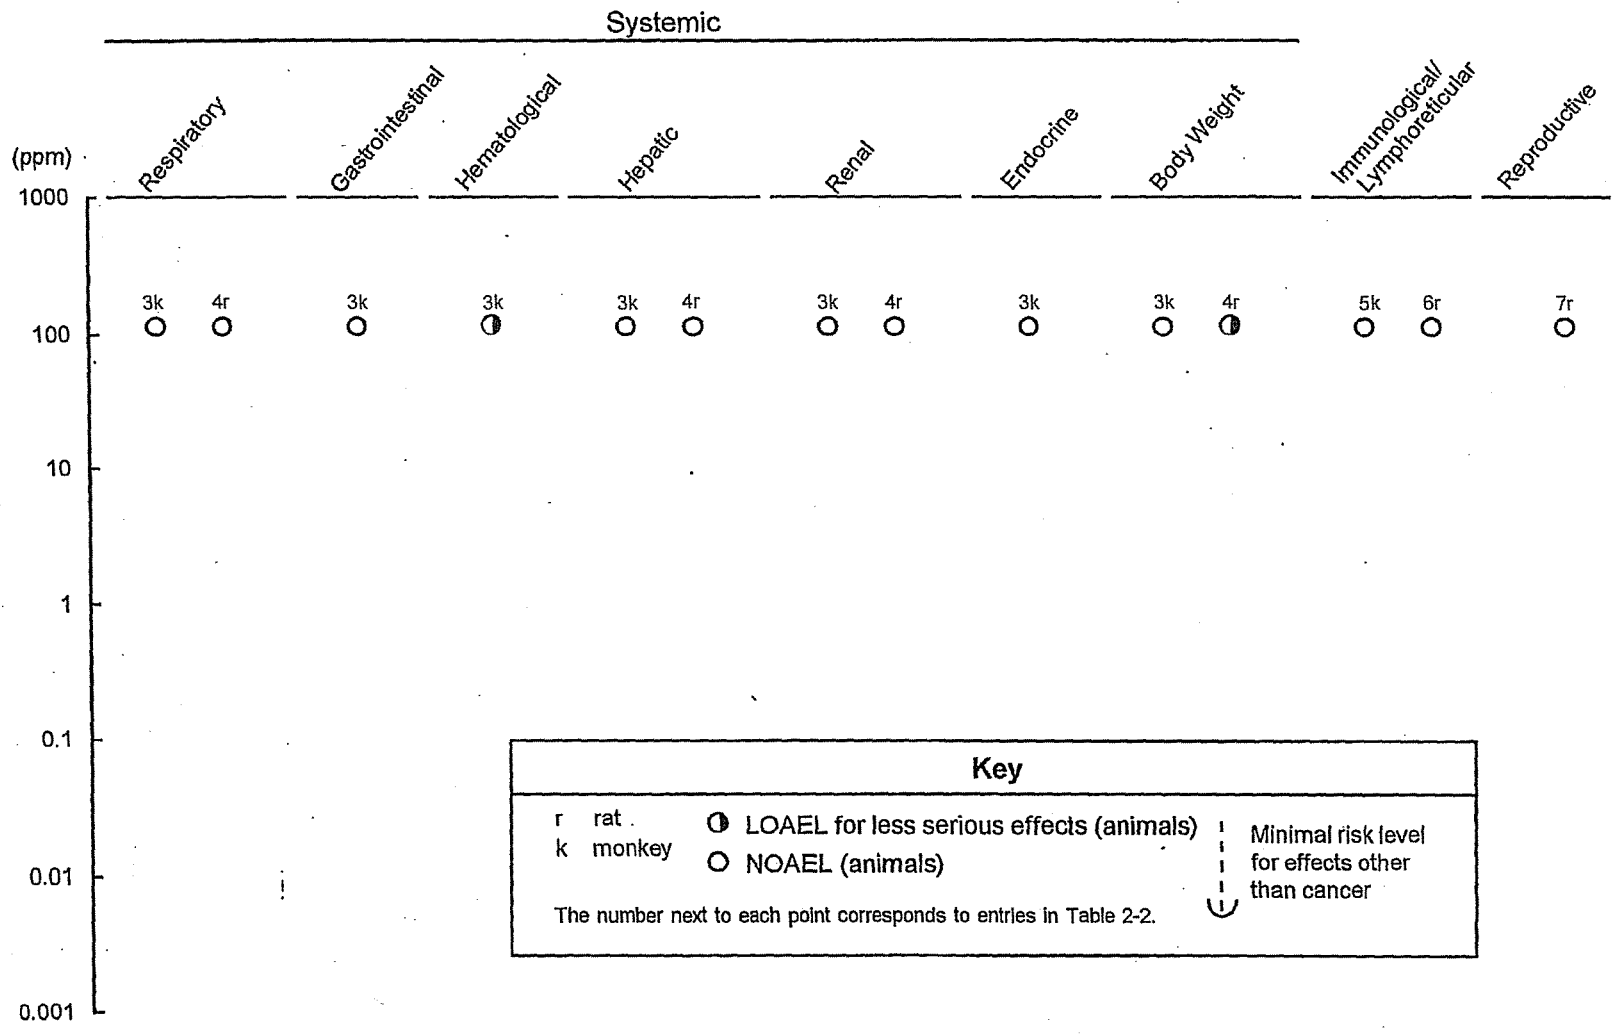 Systemic
Respiratory
Gastrointestinal
Hematological
Hepatic
Renal
Endocrine
Body Weight
Immunological/
Lymphoreticular
Reproductive
(ppm)
1000
3k 4r 3k 3k 3k 4r 3k 4r 3k 3k 4r 5k 6r 7r
100
10
1
0.1
0.01
0.001
Key
r rat
k monkey
LOAEL for less serious effects (animals)
NOAEL (animals)
Minimal risk level
for effects other
than cancer
The number next to each point corresponds to entries in Table 2-2.